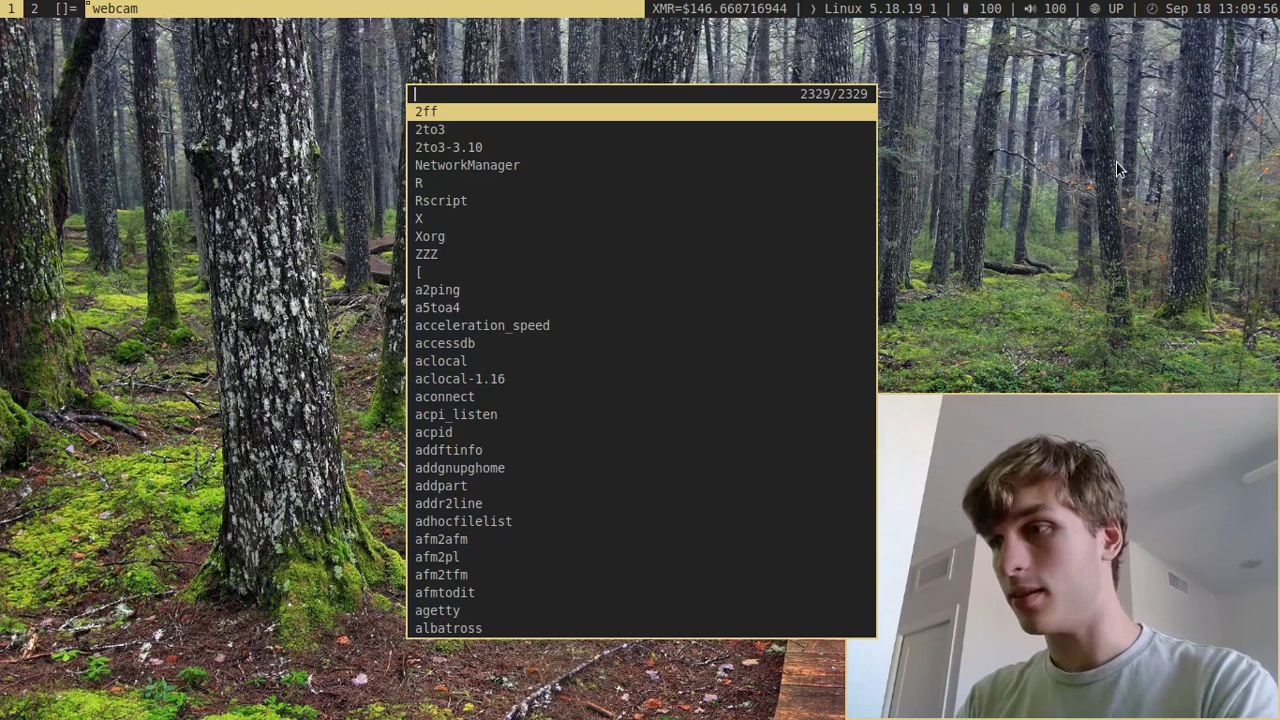 1 2 []= webcam XMR=$146.660716944 | ❯ Linux 5.18.19_1 | 100 | 100 | UP | Sep 18 13:09:56
2329/2329
2ff
2to3
2to3-3.10
NetworkManager
R
Rscript
X
Xorg
ZZZ
[
a2ping
a5toa4
acceleration_speed
accessdb
aclocal
aclocal-1.16
aconnect
acpi_listen
acpid
addftinfo
addgnupghome
addpart
addr2line
adhocfilelist
afm2afm
afm2pl
afm2tfm
afmtodit
agetty
albatross